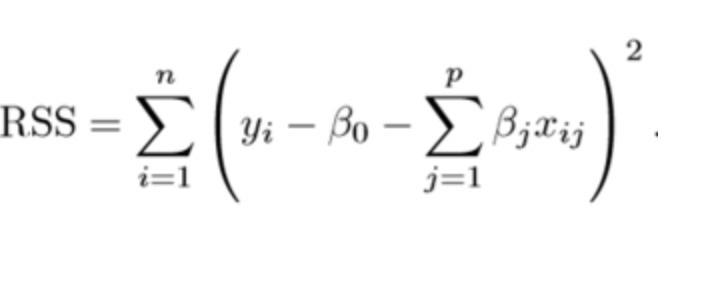 RSS = \sum_{i=1}^{n} \left( y_i - \beta_0 - \sum_{j=1}^{p} \beta_j x_{ij} \right)^2 .